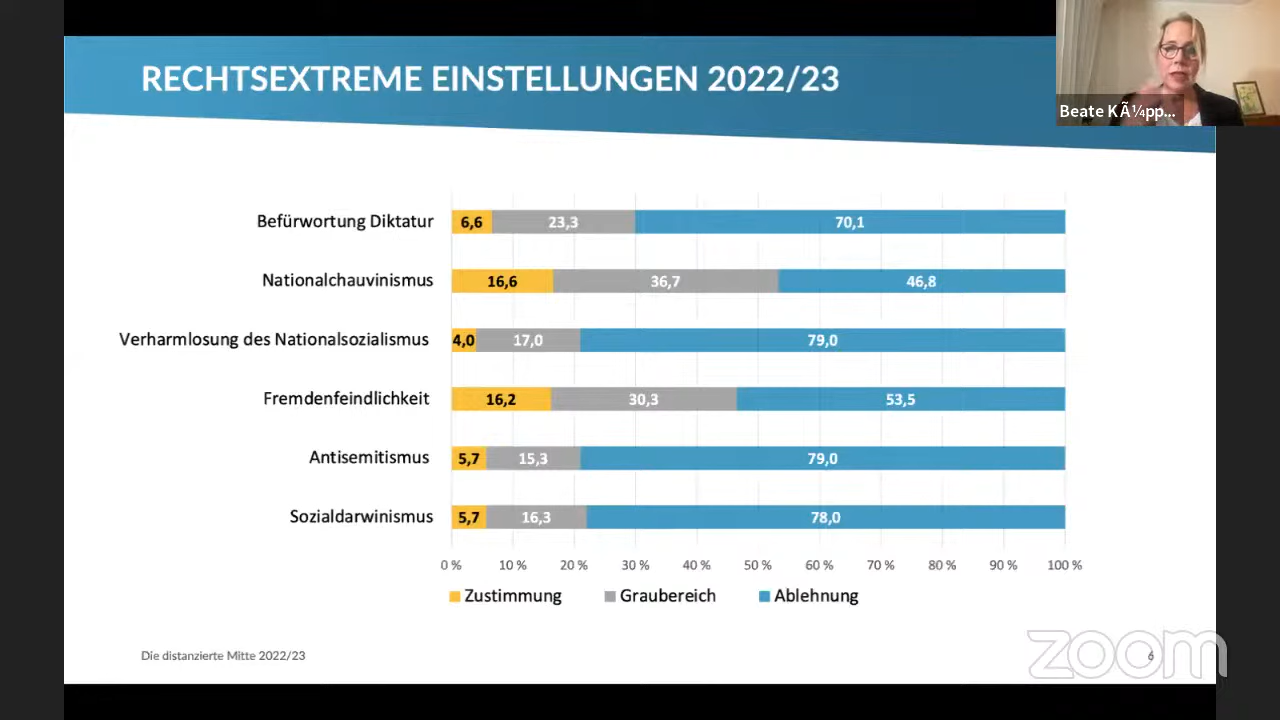 RECHTSEXTREME EINSTELLUNGEN 2022/23
Beate KÃ¼pp...
Befürwortung Diktatur 6,6 23,3 70,1
Nationalchauvinismus 16,6 36,7 46,8
Verharmlosung des Nationalsozialismus 4,0 17,0 79,0
Fremdenfeindlichkeit 16,2 30,3 53,5
Antisemitismus 5,7 15,3 79,0
Sozialdarwinismus 5,7 16,3 78,0
0 % 10 % 20 % 30 % 40 % 50 % 60 % 70 % 80 % 90 % 100 %
Zustimmung Graubereich Ablehnung
Die distanzierte Mitte 2022/23
zoom
6